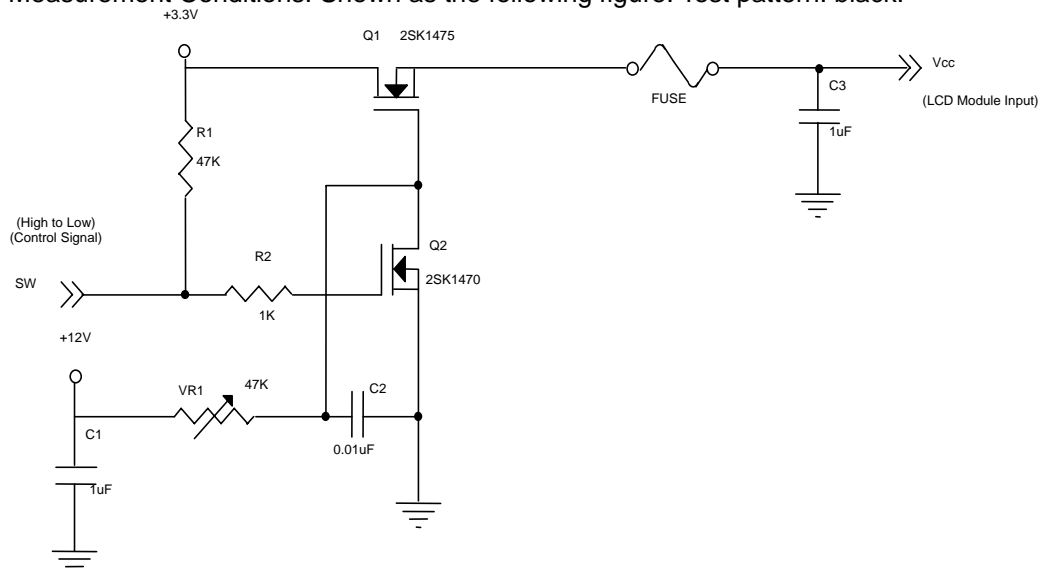 Measurement Conditions: Shown as the following figure. Test pattern: black.
+3.3V
Q1 2SK1475
Vcc
C3
FUSE
(LCD Module Input)
R1
1uF
47K
(High to Low)
(Control Signal)
Q2
R2
SW
2SK1470
1K
+12V
VR1 47K
C2
C1
0.01uF
1uF